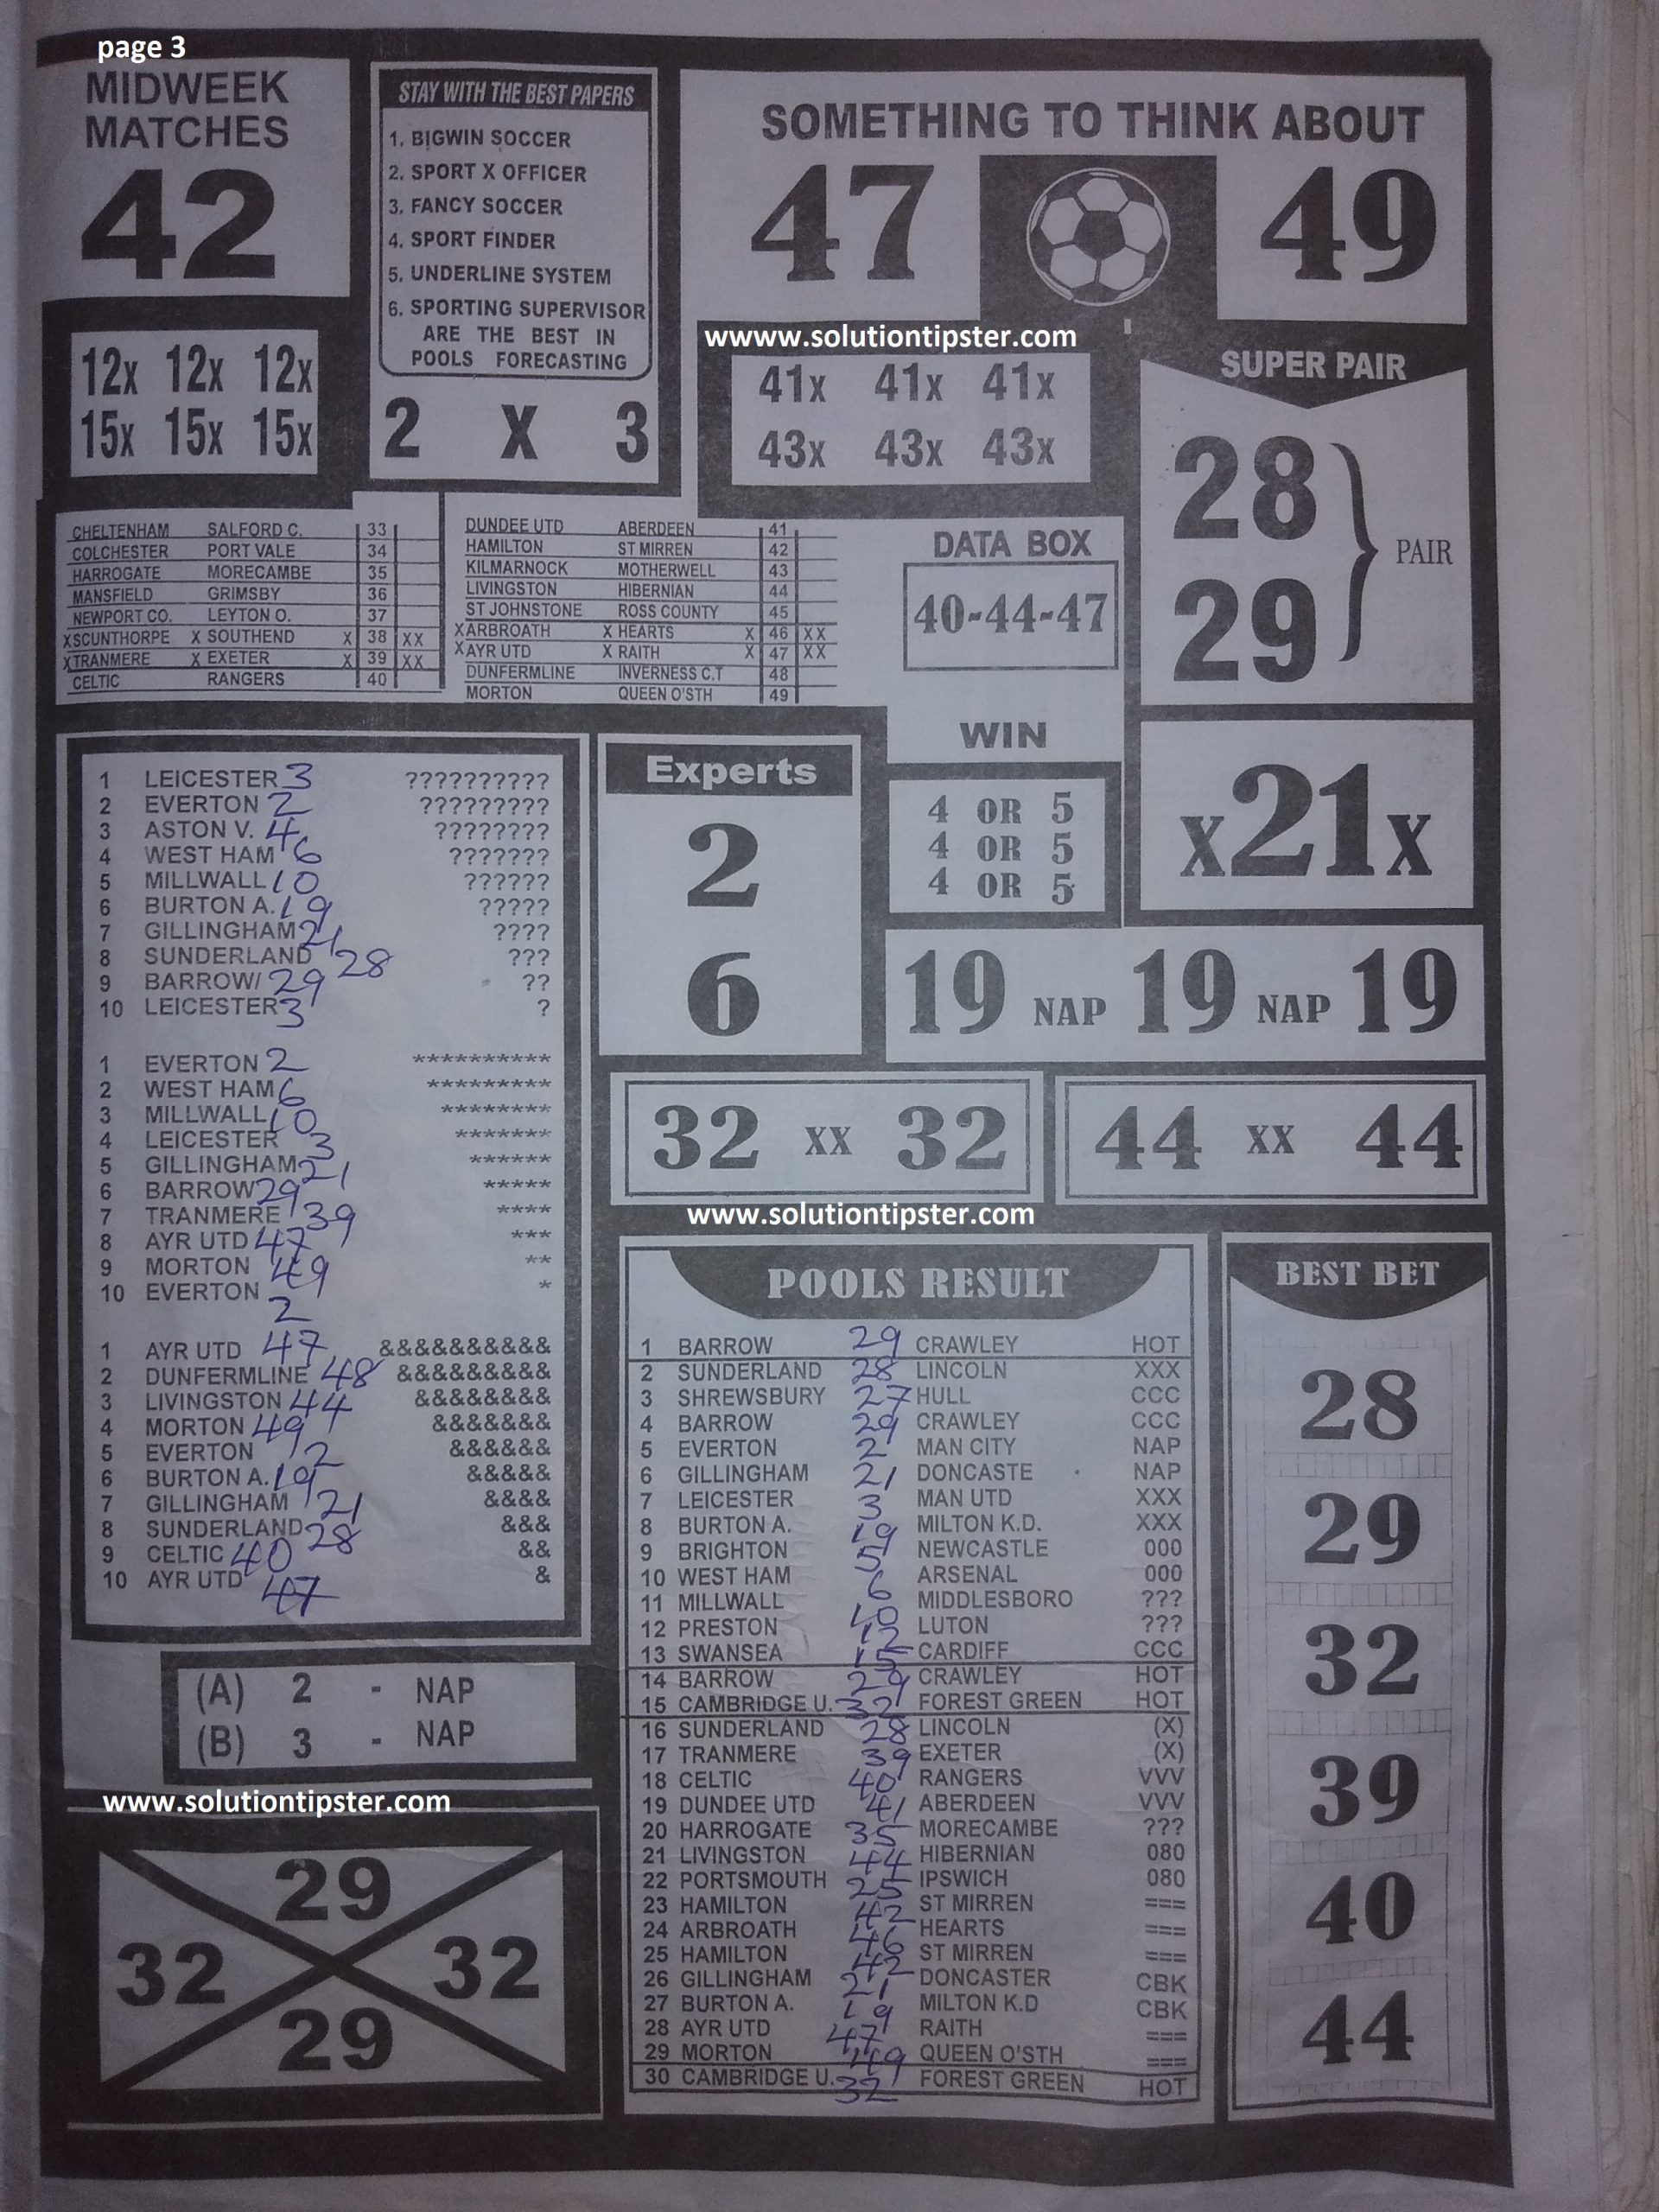 page 3
MIDWEEK
MATCHES
42
12x 12x 12x
15x 15x 15x
STAY WITH THE BEST PAPERS
1. BIGWIN SOCCER
2. SPORT X OFFICER
3. FANCY SOCCER
4. SPORT FINDER
5. UNDERLINE SYSTEM
6. SPORTING SUPERVISOR
ARE THE BEST IN
POOLS FORECASTING
2 X 3
SOMETHING TO THINK ABOUT
47 49
wwww.solutiontipster.com
41x 41x 41x
43x 43x 43x
SUPER PAIR
28
29
PAIR
CHELTENHAM SALFORD C. 33
COLCHESTER PORT VALE 34
HARROGATE MORECAMBE 35
MANSFIELD GRIMSBY 36
NEWPORT CO. LEYTON O. 37
XSCUNTHORPE X SOUTHEND X 38 XX
XTRANMERE X EXETER X 39 XX
CELTIC RANGERS 40
DUNDEE UTD ABERDEEN 41
HAMILTON ST MIRREN 42
KILMARNOCK MOTHERWELL 43
LIVINGSTON HIBERNIAN 44
ST JOHNSTONE ROSS COUNTY 45
XARBROATH X HEARTS X 46 XX
XAYR UTD X RAITH X 47 XX
DUNFERMLINE INVERNESS C.T 48
MORTON QUEEN O'STH 49
DATA BOX
40-44-47
WIN
4 OR 5
4 OR 5
4 OR 5
X21X
1 LEICESTER 3 ??????????
2 EVERTON 2 ?????????
3 ASTON V. 4 ????????
4 WEST HAM 6 ???????
5 MILLWALL 10 ??????
6 BURTON A. 19 ?????
7 GILLINGHAM 21 ????
8 SUNDERLAND 28 ???
9 BARROW/ 29 ??
10 LEICESTER 3 ?
1 EVERTON 2 **********
2 WEST HAM 6 *********
3 MILLWALL 10 ********
4 LEICESTER 3 *******
5 GILLINGHAM 21 ******
6 BARROW 29 *****
7 TRANMERE 39 ****
8 AYR UTD 47 ***
9 MORTON 49 **
10 EVERTON 2 *
1 AYR UTD 47 &&&&&&&&&&
2 DUNFERMLINE 48 &&&&&&&&&
3 LIVINGSTON 44 &&&&&&&&
4 MORTON 49 &&&&&&&
5 EVERTON 2 &&&&&&
6 BURTON A. 19 &&&&&
7 GILLINGHAM 21 &&&&
8 SUNDERLAND 28 &&&
9 CELTIC 40 &&
10 AYR UTD 47 &
Experts
2
6
19 NAP 19 NAP 19
32 XX 32
44 XX 44
www.solutiontipster.com
POOLS RESULT
1 BARROW 29 CRAWLEY HOT
2 SUNDERLAND 28 LINCOLN XXX
3 SHREWSBURY 27 HULL CCC
4 BARROW 29 CRAWLEY CCC
5 EVERTON 2 MAN CITY NAP
6 GILLINGHAM 21 DONCASTE NAP
7 LEICESTER 3 MAN UTD XXX
8 BURTON A. 19 MILTON K.D. XXX
9 BRIGHTON 5 NEWCASTLE 000
10 WEST HAM 6 ARSENAL 000
11 MILLWALL 10 MIDDLESBORO ???
12 PRESTON 12 LUTON ???
13 SWANSEA 15 CARDIFF CCC
14 BARROW 29 CRAWLEY HOT
15 CAMBRIDGE U. 32 FOREST GREEN HOT
16 SUNDERLAND 28 LINCOLN (X)
17 TRANMERE 39 EXETER (X)
18 CELTIC 40 RANGERS VVV
19 DUNDEE UTD 41 ABERDEEN VVV
20 HARROGATE 35 MORECAMBE ???
21 LIVINGSTON 44 HIBERNIAN 080
22 PORTSMOUTH 25 IPSWICH 080
23 HAMILTON 42 ST MIRREN ===
24 ARBROATH 46 HEARTS ===
25 HAMILTON 42 ST MIRREN ===
26 GILLINGHAM 21 DONCASTER CBK
27 BURTON A. 19 MILTON K.D CBK
28 AYR UTD 47 RAITH ===
29 MORTON 49 QUEEN O'STH ===
30 CAMBRIDGE U. 32 FOREST GREEN HOT
BEST BET
28
29
32
39
40
44
(A) 2 - NAP
(B) 3 - NAP
www.solutiontipster.com
29
32 32
29